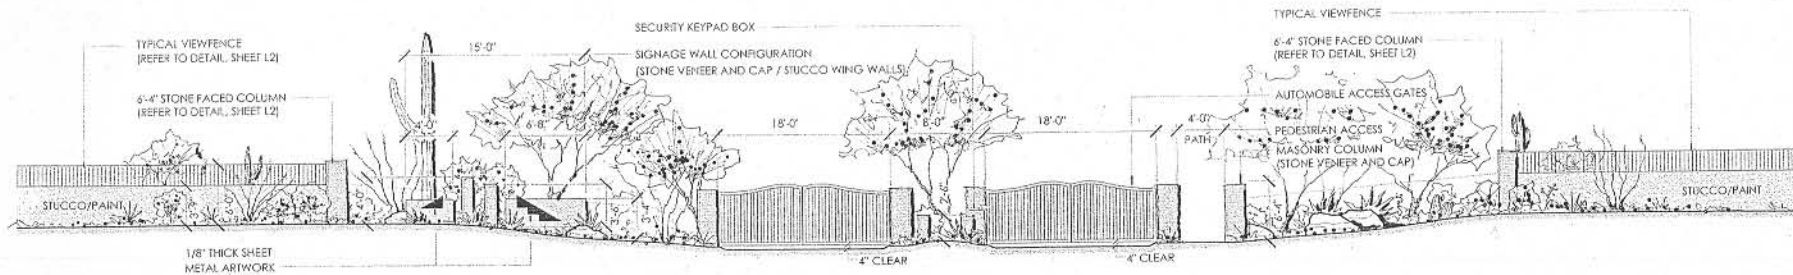 TYPICAL VIEWFENCE
(REFER TO DETAIL, SHEET L2)
6'-4" STONE FACED COLUMN
(REFER TO DETAIL, SHEET L2)
STUCCO/PAINT
15'-0"
6'-8"
SECURITY KEYPAD BOX
SIGNAGE WALL CONFIGURATION
(STONE VENEER AND CAP / STUCCO WING WALLS)
18'-0"
8'-0"
18'-0"
4'-0"
PATH
TYPICAL VIEWFENCE
6'-4" STONE FACED COLUMN
(REFER TO DETAIL, SHEET L2)
AUTOMOBILE ACCESS GATES
PEDESTRIAN ACCESS
MASONRY COLUMN
(STONE VENEER AND CAP)
STUCCO/PAINT
6'-0"
4'-0"
1/8" THICK SHEET
METAL ARTWORK
4" CLEAR
4" CLEAR